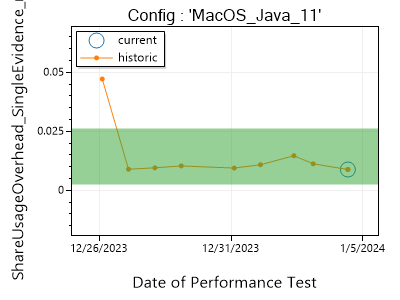 Config : 'MacOS_Java_11'
current
historic
0.05
0.025
0
12/26/2023
12/31/2023
1/5/2024
Date of Performance Test
ShareUsageOverhead_SingleEvidence_